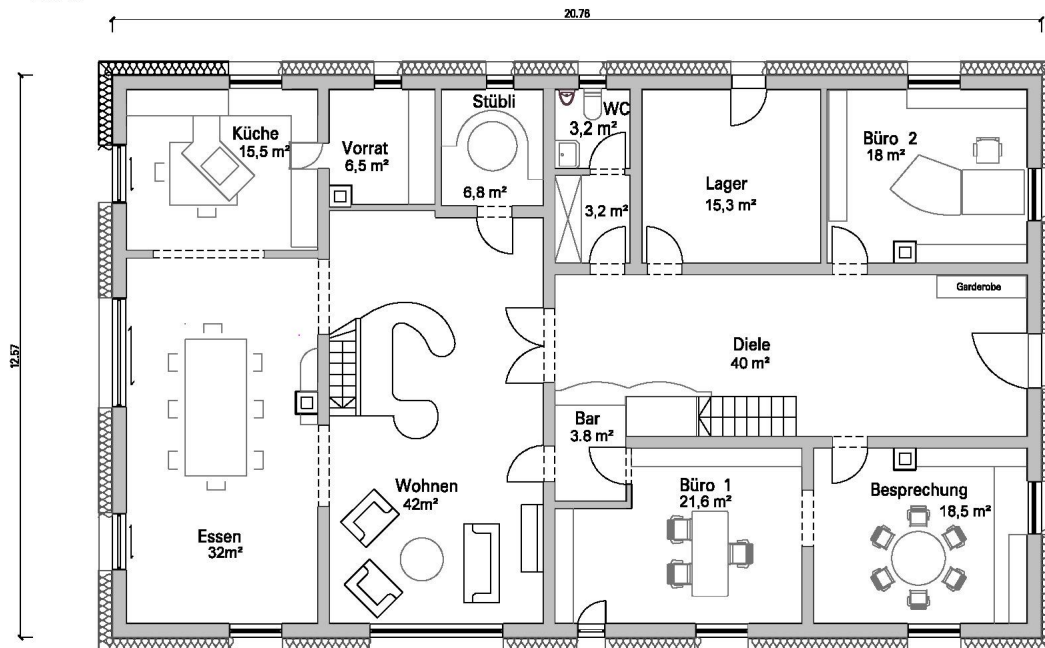 20.76
12.57
Küche
15,5 m²
Vorrat
6,5 m²
Stübli
6,8 m²
WC
3,2 m²
3,2 m²
Lager
15,3 m²
Büro 2
18 m²
Garderobe
Diele
40 m²
Bar
3.8 m²
Wohnen
42m²
Essen
32m²
Büro 1
21,6 m²
Besprechung
18,5 m²